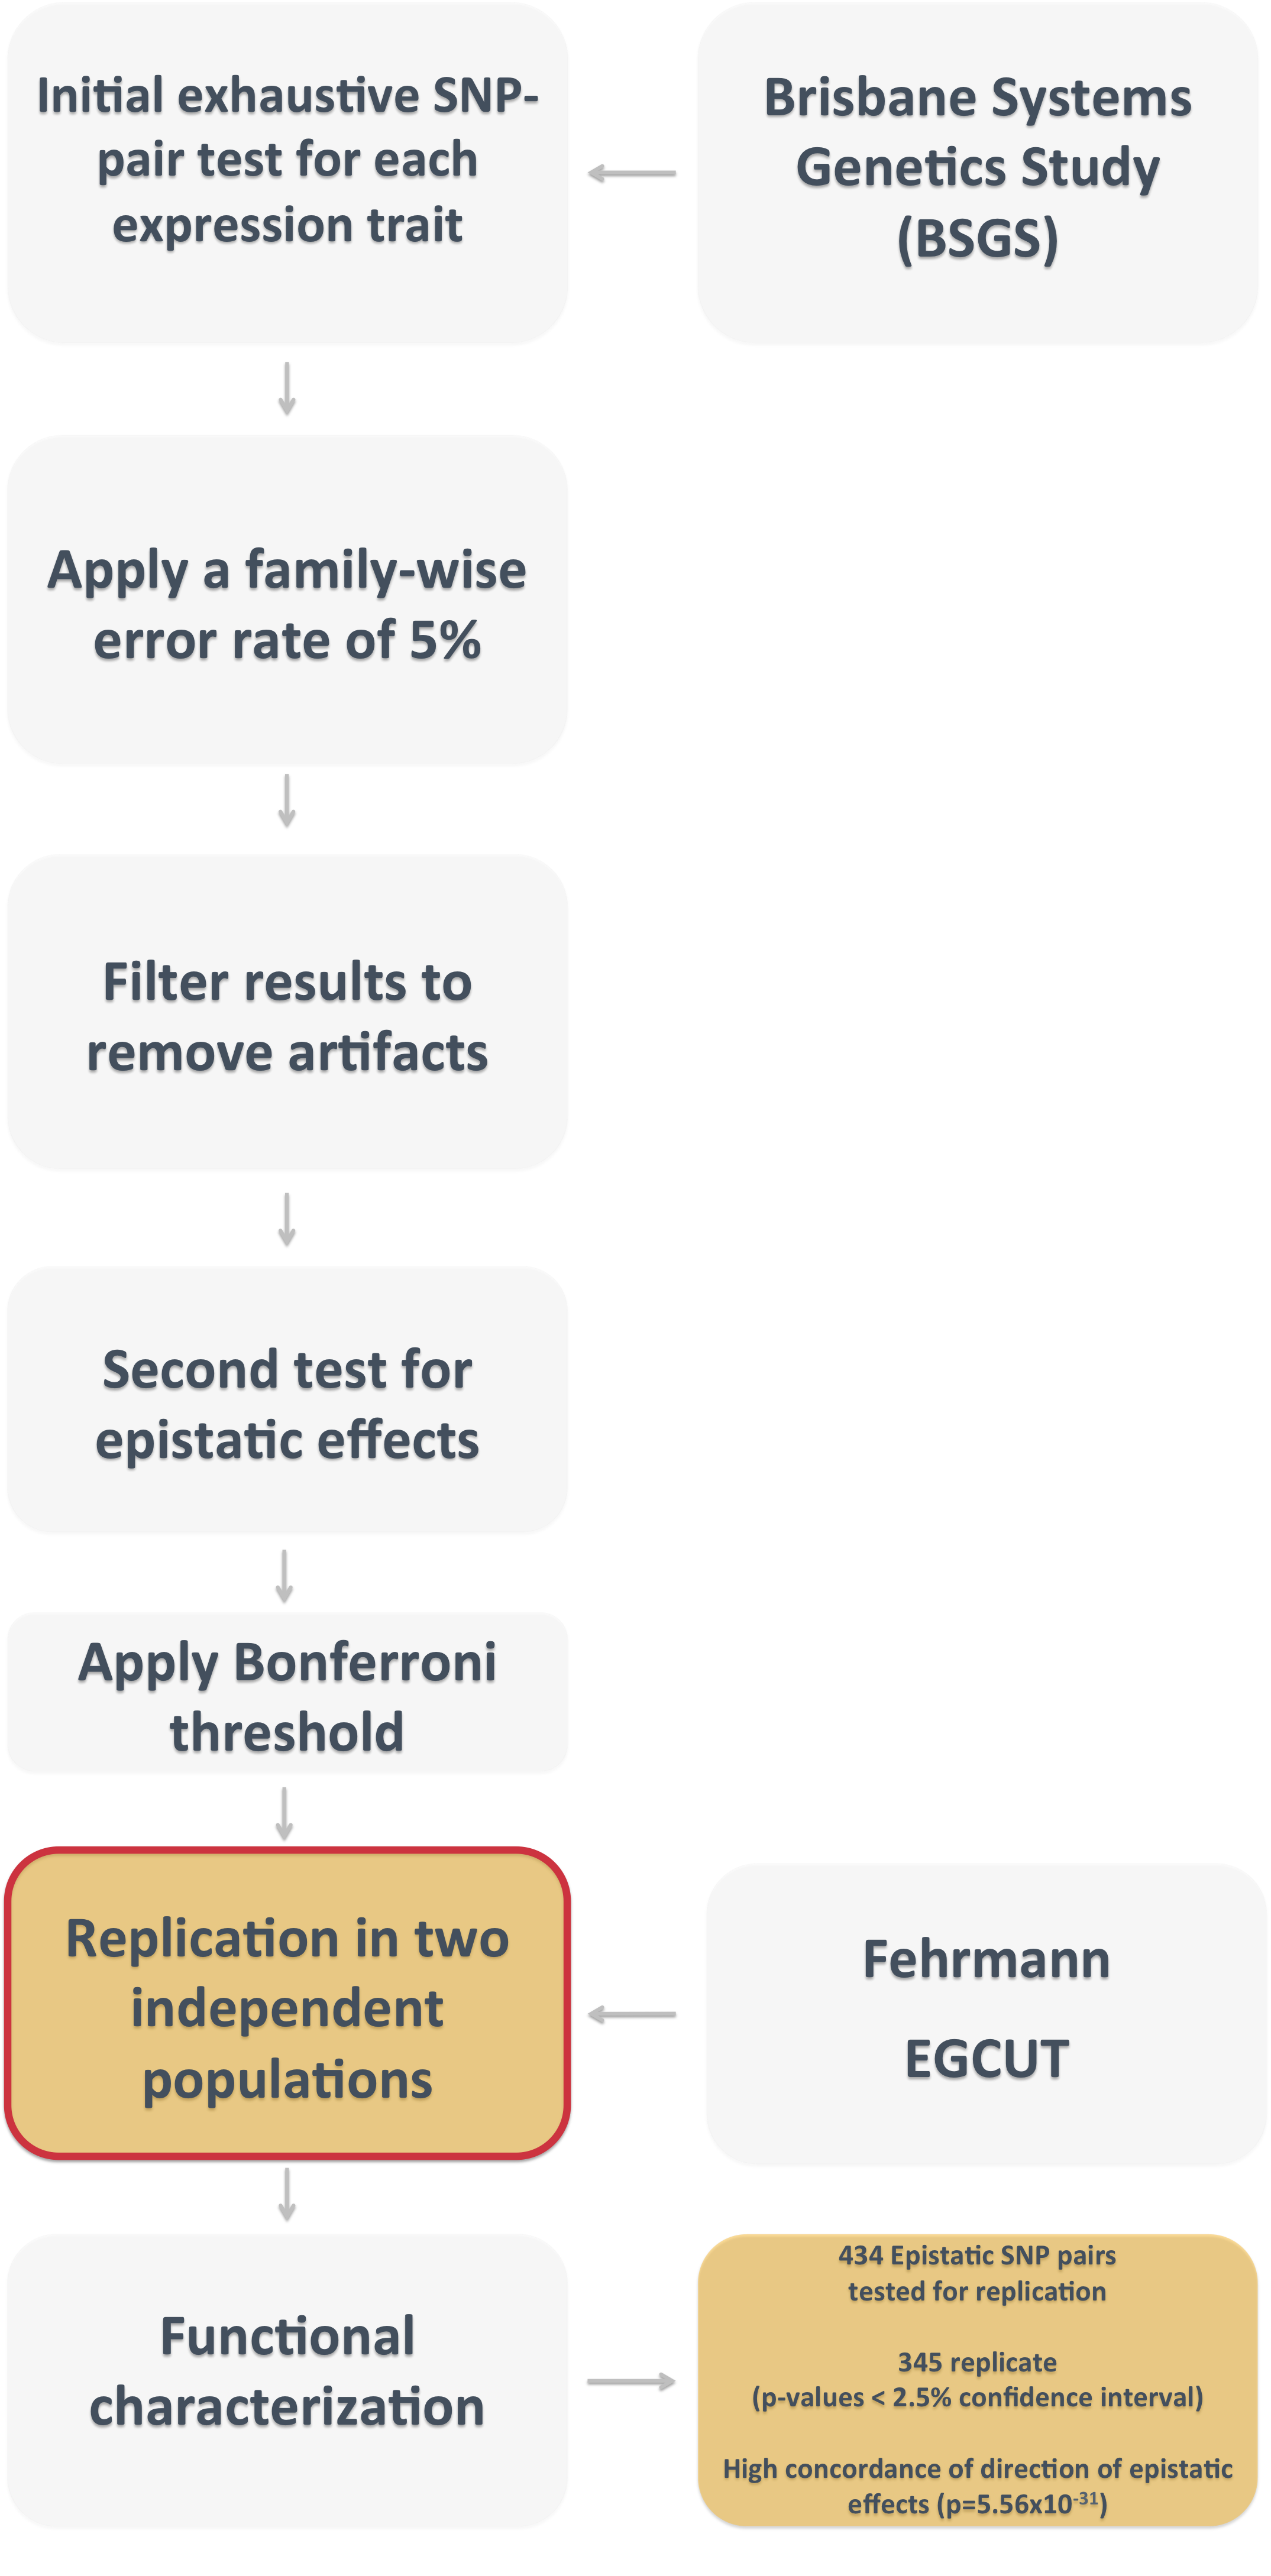 Initial exhaustive SNP-
pair test for each
expression trait
Brisbane Systems
Genetics Study
(BSGS)
Apply a family-wise
error rate of 5%
Filter results to
remove artifacts
Second test for
epistatic effects
Apply Bonferroni
threshold
Replication in two
independent
populations
Fehrmann
EGCUT
Functional
characterization
434 Epistatic SNP pairs
tested for replication
345 replicate
(p-values < 2.5% confidence interval)
High concordance of direction of epistatic
effects (p=5.56x10⁻³¹)